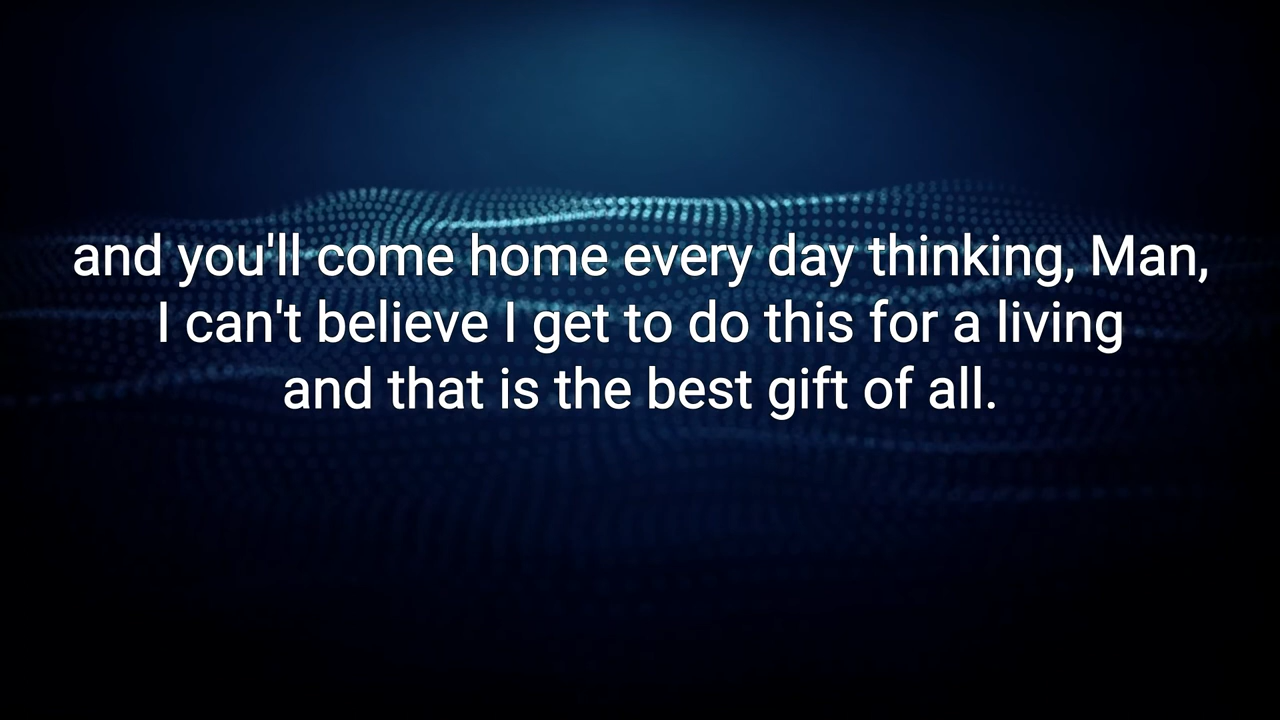 and you'll come home every day thinking, Man,
I can't believe I get to do this for a living
and that is the best gift of all.